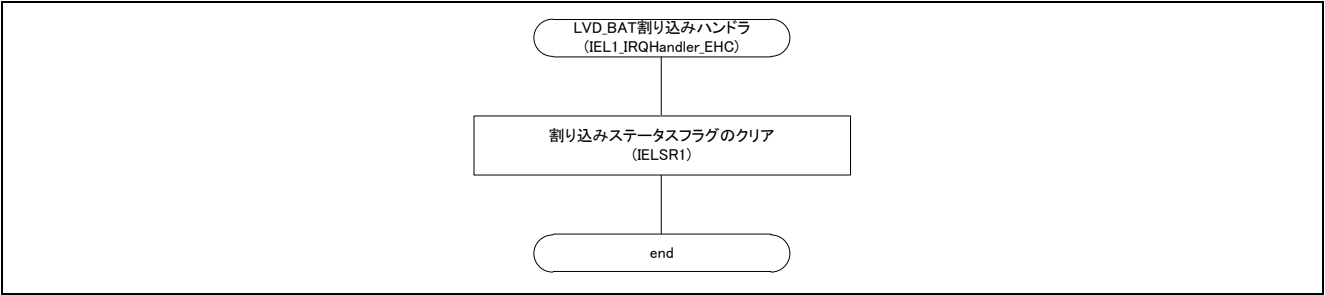 LVD_BAT割り込みハンドラ
(IEL1_IRQHandler_EHC)
割り込みステータスフラグのクリア
(IELSR1)
end